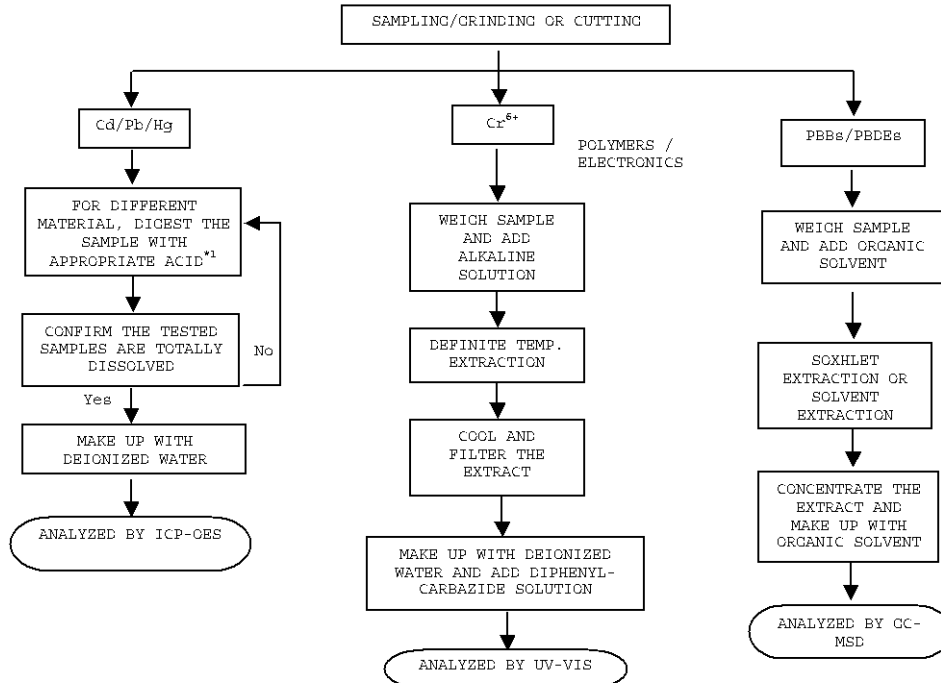 SAMPLING/GRINDING OR CUTTING
Cd/Pb/Hg
FOR DIFFERENT
MATERIAL, DIGEST THE
SAMPLE WITH
APPROPRIATE ACID*1
CONFIRM THE TESTED
SAMPLES ARE TOTALLY
DISSOLVED
No
Yes
MAKE UP WITH
DEIONIZED WATER
ANALYZED BY ICP-OES
Cr6+
POLYMERS /
ELECTRONICS
WEIGH SAMPLE
AND ADD
ALKALINE
SOLUTION
DEFINITE TEMP.
EXTRACTION
COOL AND
FILTER THE
EXTRACT
MAKE UP WITH DEIONIZED
WATER AND ADD DIPHENYL-
CARBAZIDE SOLUTION
ANALYZED BY UV-VIS
PBBs/PBDEs
WEIGH SAMPLE
AND ADD ORGANIC
SOLVENT
SOXHLET
EXTRACTION OR
SOLVENT
EXTRACTION
CONCENTRATE THE
EXTRACT AND
MAKE UP WITH
ORGANIC SOLVENT
ANALYZED BY GC-
MSD